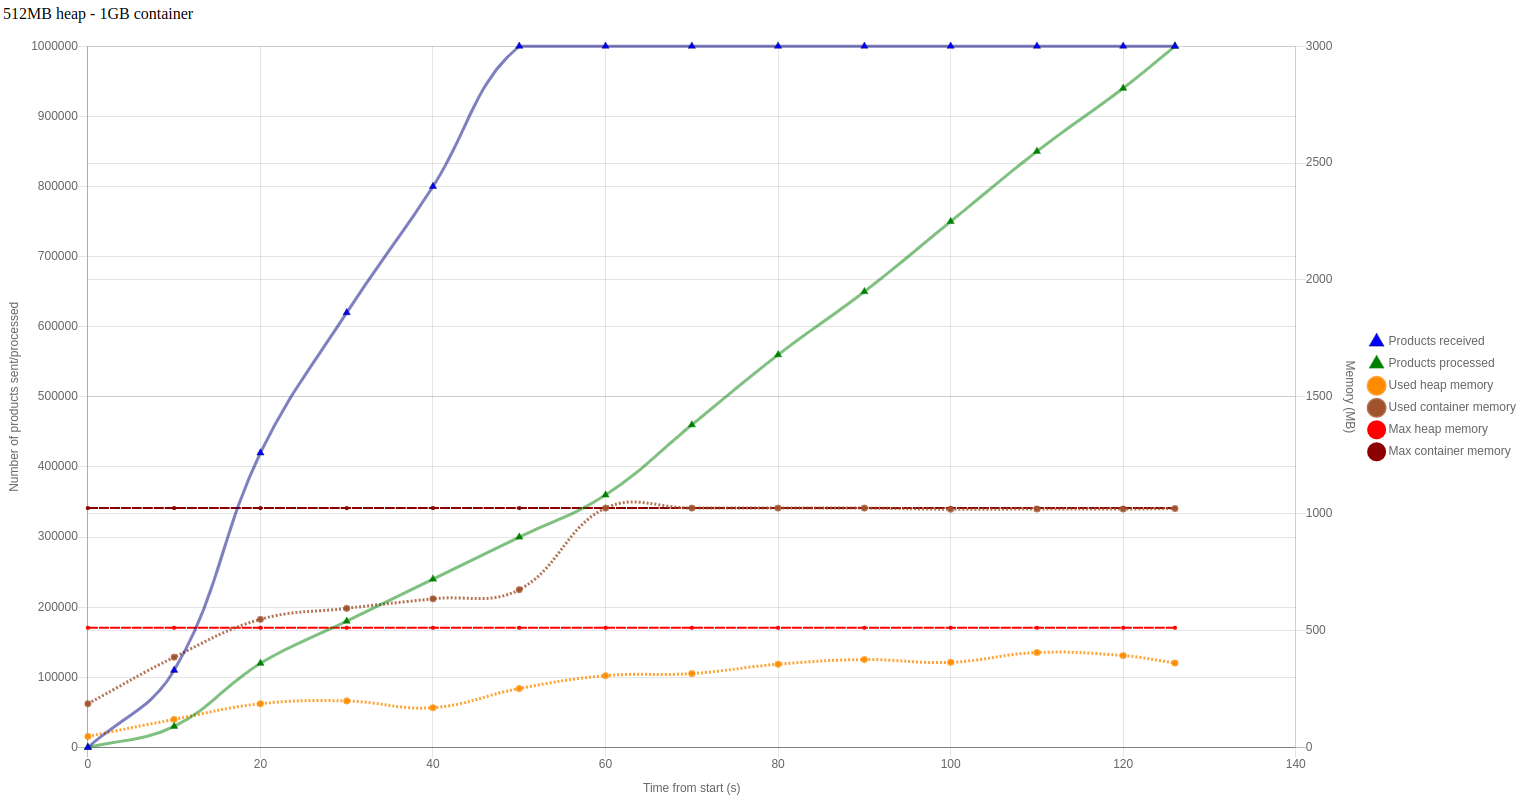 512MB heap - 1GB container
1000000
900000
800000
700000
600000
500000
400000
300000
200000
100000
0
Number of products sent/processed
3000
2500
2000
1500
1000
500
0
Memory (MB)
0 20 40 60 80 100 120 140
Time from start (s)
Products received
Products processed
Used heap memory
Used container memory
Max heap memory
Max container memory